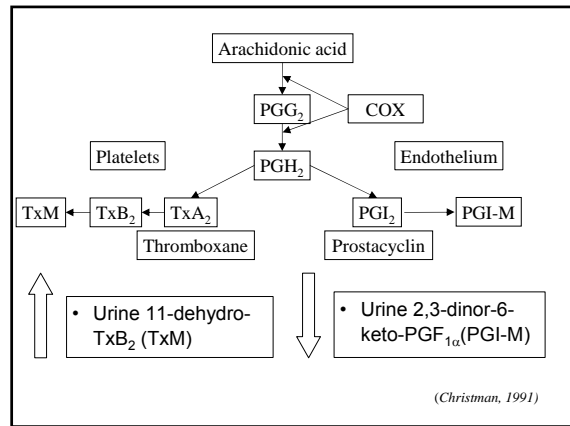 Arachidonic acid
PGG₂
COX
Platelets
Endothelium
PGH₂
TxM
TxB₂
TxA₂
PGI₂
PGI-M
Thromboxane
Prostacyclin
• Urine 11-dehydro-
TxB₂ (TxM)
• Urine 2,3-dinor-6-
keto-PGF₁α(PGI-M)
(Christman, 1991)